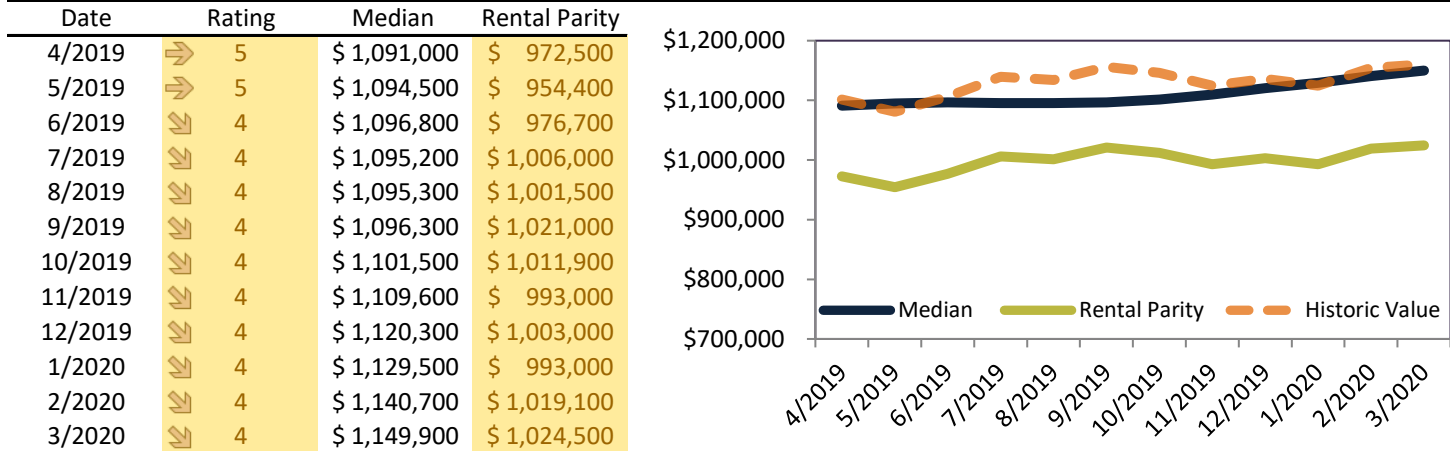 Date Rating Median Rental Parity
4/2019 5 $ 1,091,000 $ 972,500
5/2019 5 $ 1,094,500 $ 954,400
6/2019 4 $ 1,096,800 $ 976,700
7/2019 4 $ 1,095,200 $ 1,006,000
8/2019 4 $ 1,095,300 $ 1,001,500
9/2019 4 $ 1,096,300 $ 1,021,000
10/2019 4 $ 1,101,500 $ 1,011,900
11/2019 4 $ 1,109,600 $ 993,000
12/2019 4 $ 1,120,300 $ 1,003,000
1/2020 4 $ 1,129,500 $ 993,000
2/2020 4 $ 1,140,700 $ 1,019,100
3/2020 4 $ 1,149,900 $ 1,024,500
$1,200,000
$1,100,000
$1,000,000
$900,000
$800,000
$700,000
Median Rental Parity Historic Value
4/2019 5/2019 6/2019 7/2019 8/2019 9/2019 10/2019 11/2019 12/2019 1/2020 2/2020 3/2020